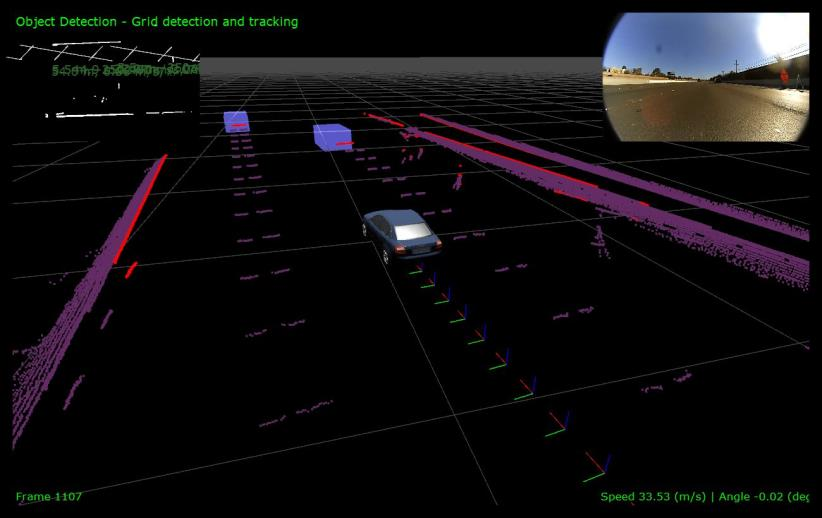 Object Detection - Grid detection and tracking
Frame 1107
Speed 33.53 (m/s) | Angle -0.02 (deg